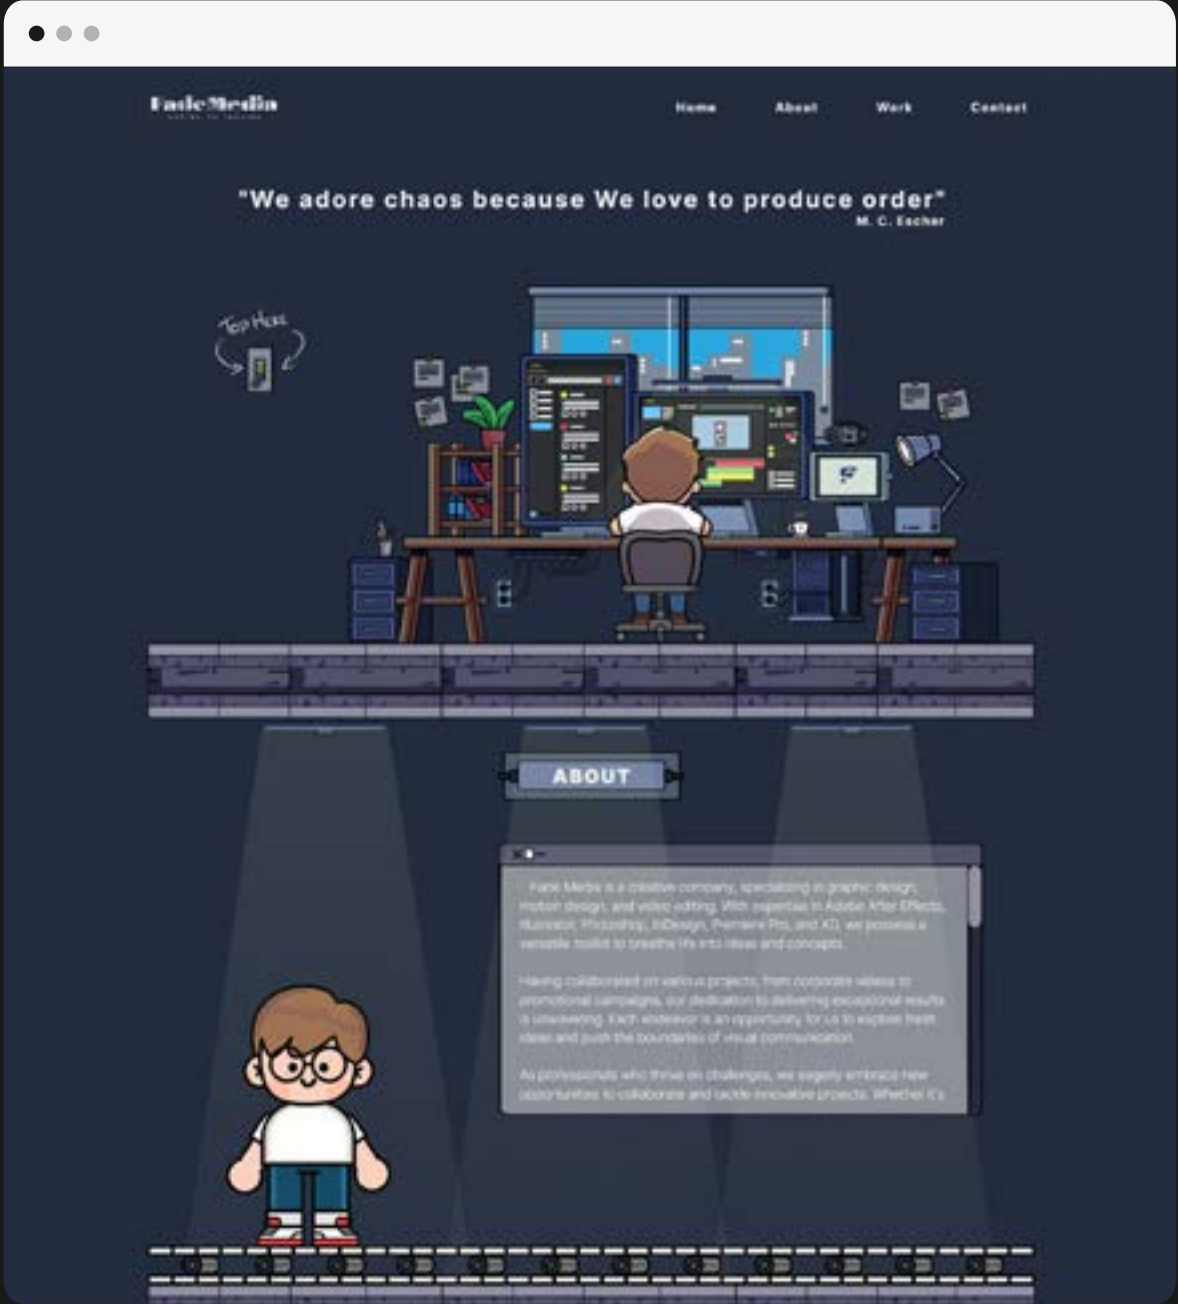 FadeMedia
Home About Work Contact
"We adore chaos because We love to produce order"
M. C. Escher
Tap Here
ABOUT
Fade Media is a creative company, specializing in graphic design,
motion design, and video editing. With expertise in Adobe After Effects,
Illustrator, Photoshop, InDesign, Premiere Pro, and XD, we possess a
versatile toolkit to breathe life into ideas and concepts.
Having collaborated on various projects, from corporate videos to
promotional campaigns, our dedication to delivering exceptional results
is unwavering. Each endeavor is an opportunity for us to explore fresh
ideas and push the boundaries of visual communication.
As professionals who thrive on challenges, we eagerly embrace new
opportunities to collaborate and tackle innovative projects. Whether it's